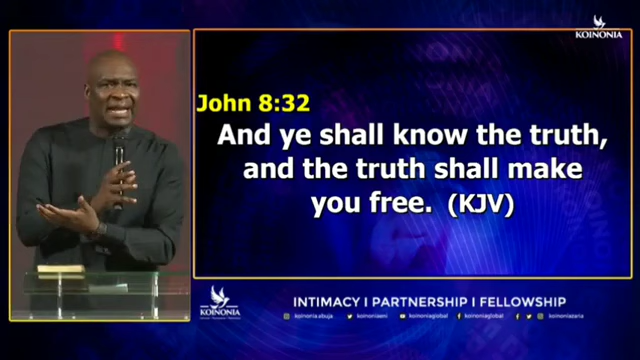 KOINONIA
John 8:32
And ye shall know the truth,
and the truth shall make
you free. (KJV)
KOINONIA
INTIMACY I PARTNERSHIP I FELLOWSHIP
koinonia.abuja koinoniaeni koinoniaglobal koinoniaglobal koinoniazaria